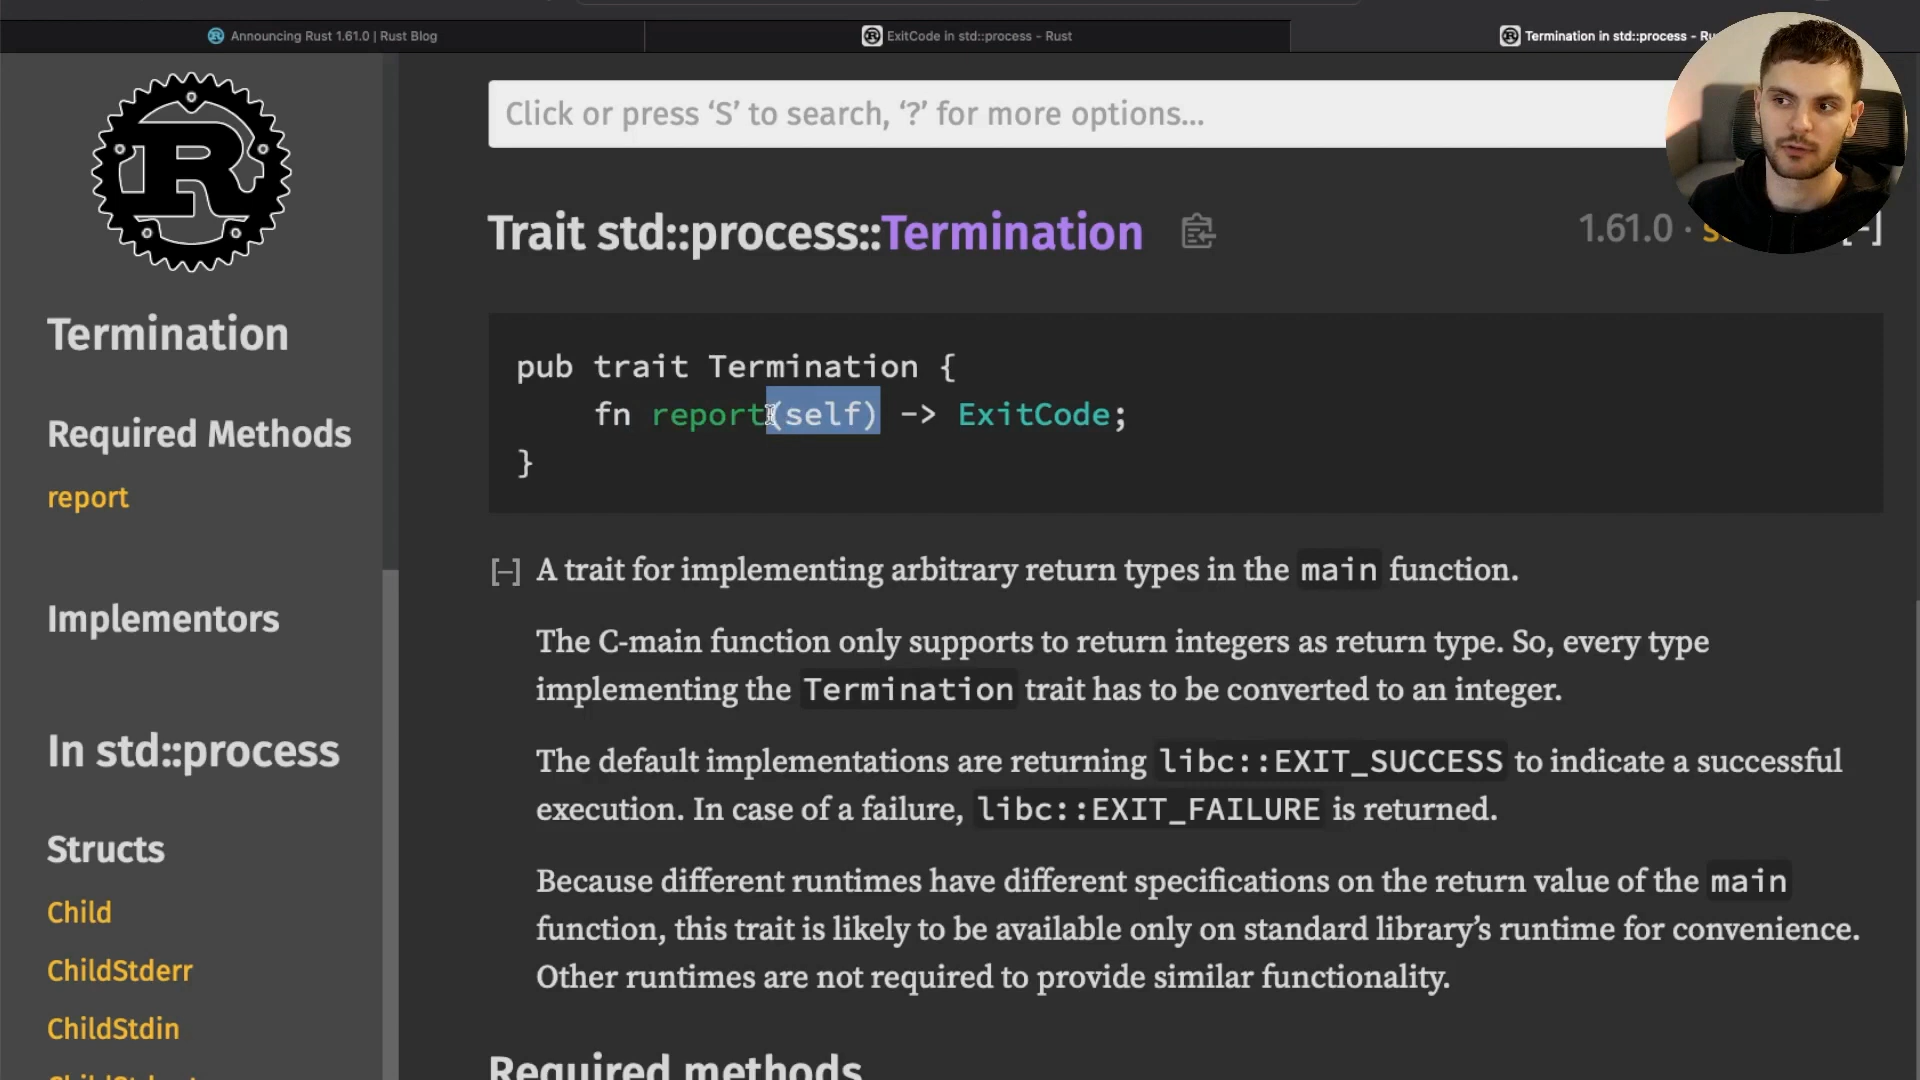 Announcing Rust 1.61.0 | Rust Blog
ExitCode in std::process - Rust
Termination in std::process -
Click or press ‘S’ to search, ‘?’ for more options...
Trait std::process::Termination
1.61.0 ·
[-]
pub trait Termination {
fn report(self) -> ExitCode;
}
[-] A trait for implementing arbitrary return types in the main function.
The C-main function only supports to return integers as return type. So, every type
implementing the Termination trait has to be converted to an integer.
The default implementations are returning libc::EXIT_SUCCESS to indicate a successful
execution. In case of a failure, libc::EXIT_FAILURE is returned.
Because different runtimes have different specifications on the return value of the main
function, this trait is likely to be available only on standard library’s runtime for convenience.
Other runtimes are not required to provide similar functionality.
Required methods
R
Termination
Required Methods
report
Implementors
In std::process
Structs
Child
ChildStderr
ChildStdin